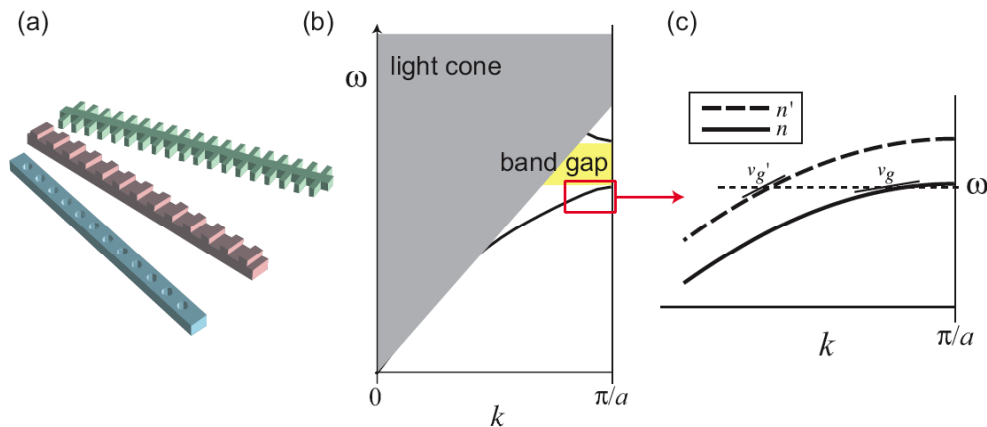 (a)
(b)
ω
light cone
band gap
0
k
π/a
(c)
n'
n
v_g'
v_g
ω
k
π/a